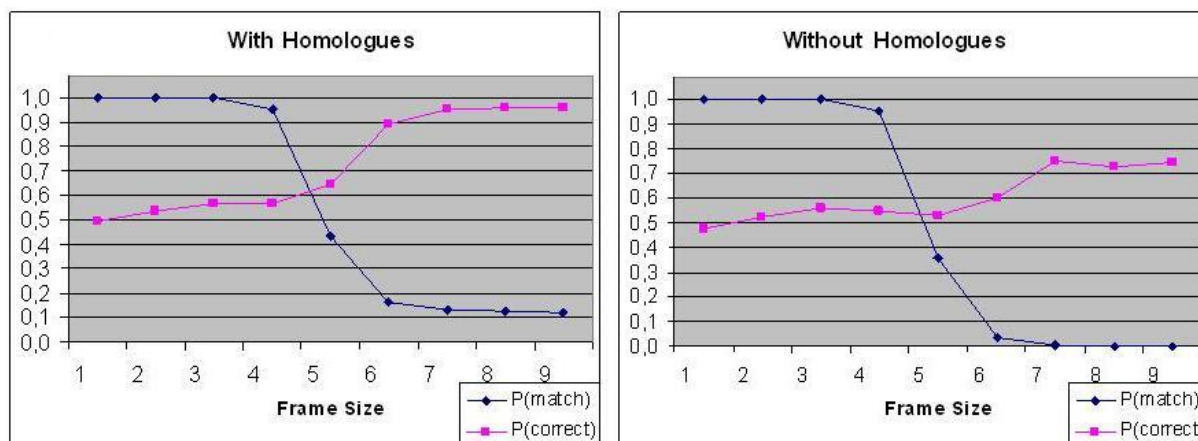 With Homologues
1,0
0,9
0,8
0,7
0,6
0,5
0,4
0,3
0,2
0,1
0,0
1 2 3 4 5 6 7 8 9
Frame Size
P(match)
P(correct)
Without Homologues
1,0
0,9
0,8
0,7
0,6
0,5
0,4
0,3
0,2
0,1
0,0
1 2 3 4 5 6 7 8 9
Frame Size
P(match)
P(correct)